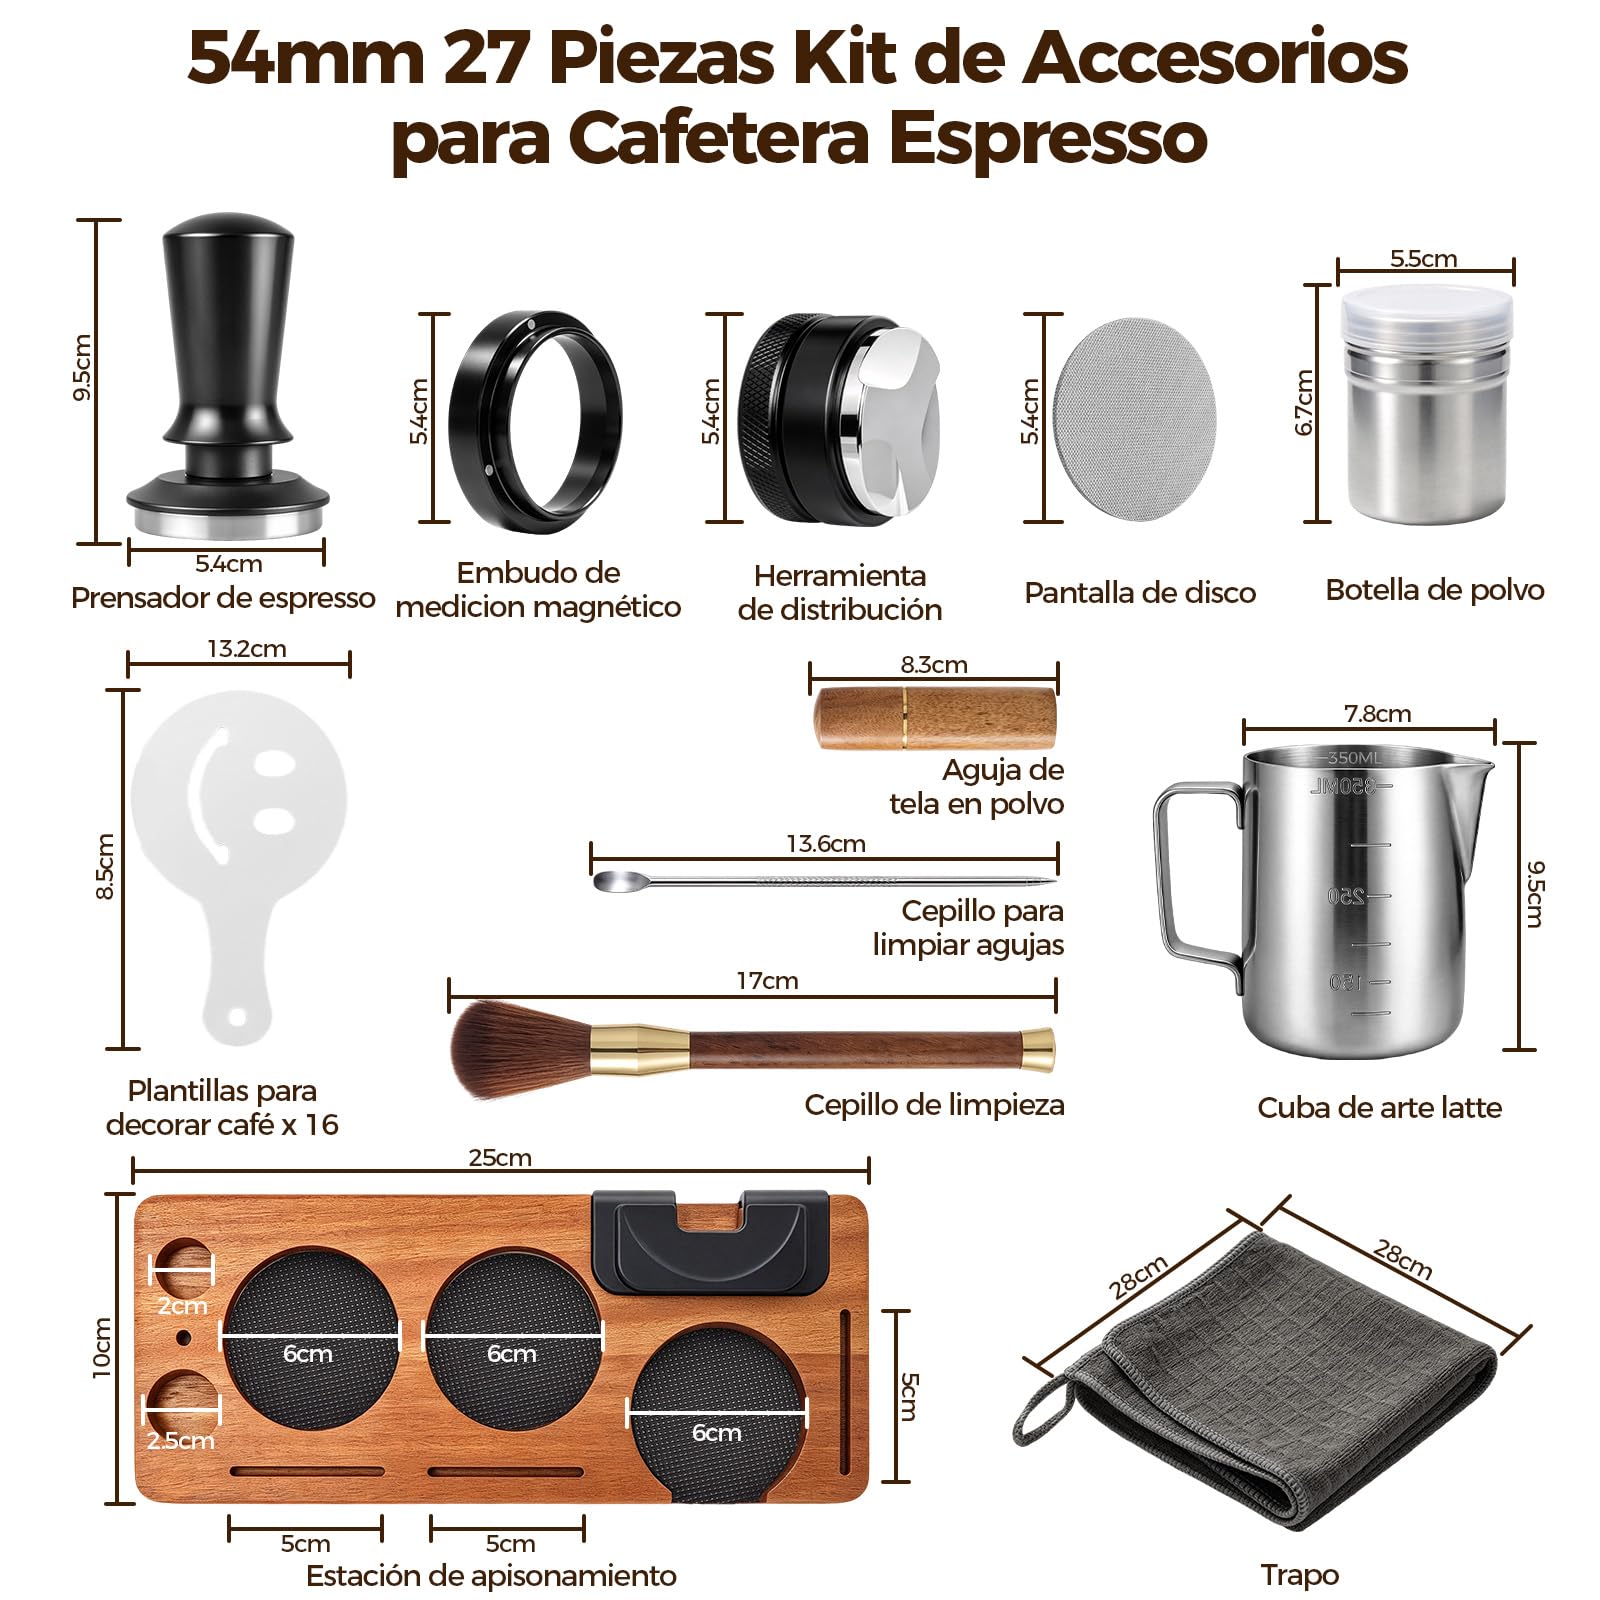 54mm 27 Piezas Kit de Accesorios
para Cafetera Espresso
9.5cm
5.4cm
Prensador de espresso
5.4cm
Embudo de
medicion magnético
5.4cm
Herramienta
de distribución
5.4cm
Pantalla de disco
5.5cm
6.7cm
Botella de polvo
13.2cm
8.5cm
Plantillas para
decorar café x 16
8.3cm
Aguja de
tela en polvo
13.6cm
Cepillo para
limpiar agujas
17cm
Cepillo de limpieza
7.8cm
350ML
350ML
250
150
9.5cm
Cuba de arte latte
25cm
10cm
2cm
2.5cm
6cm
6cm
6cm
5cm
5cm
5cm
Estación de apisonamiento
28cm
28cm
Trapo